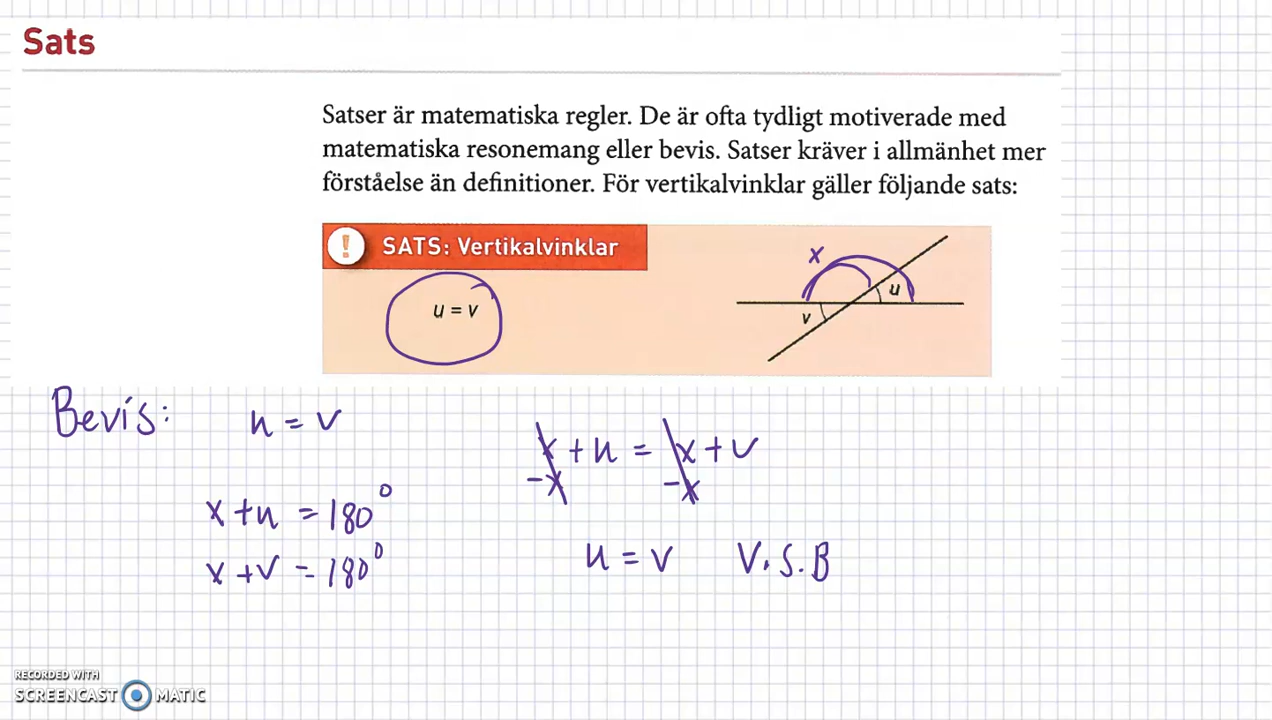 Sats
Satser är matematiska regler. De är ofta tydligt motiverade med
matematiska resonemang eller bevis. Satser kräver i allmänhet mer
förståelse än definitioner. För vertikalvinklar gäller följande sats:
! SATS: Vertikalvinklar
u = v
x
u
v
Bevis: u = v
x + u = 180°
x + v = 180°
x + u = x + v
-x -x
u = v V.S.B
RECORDED WITH
SCREENCAST MATIC